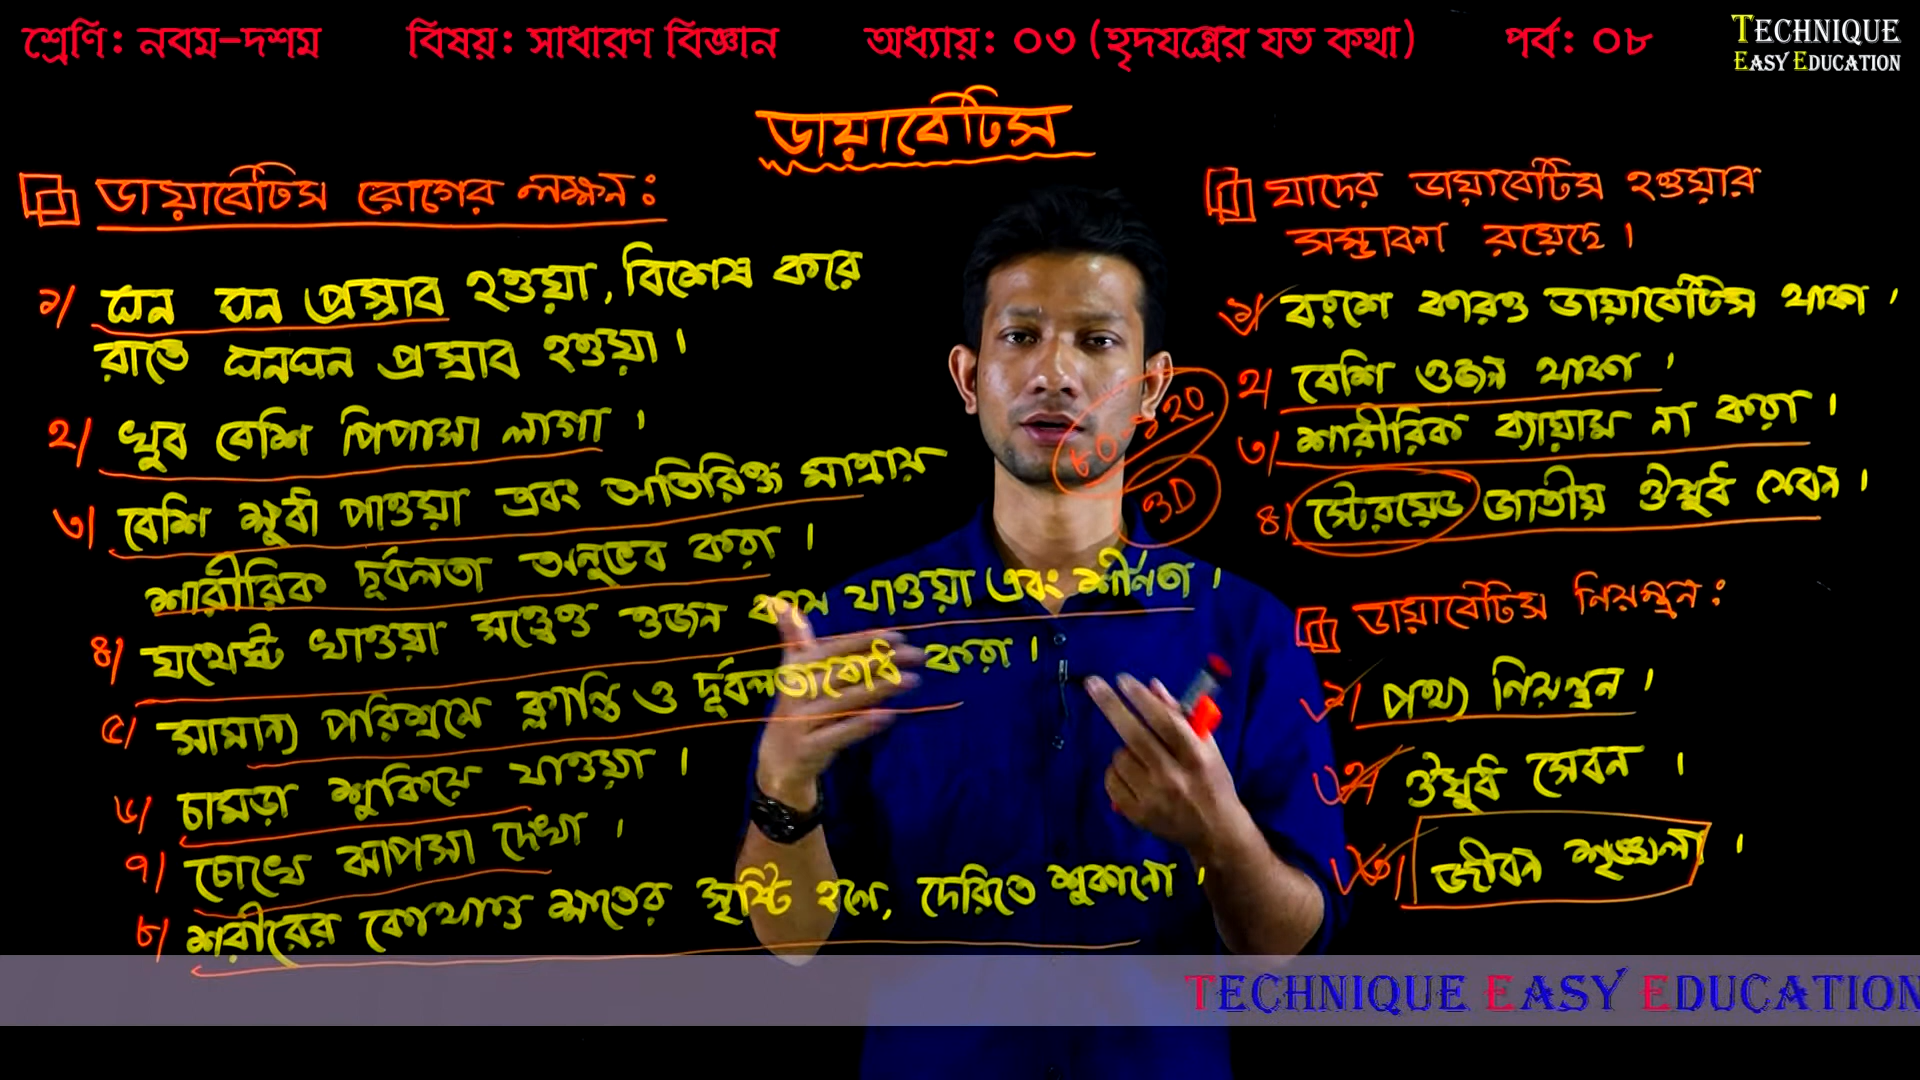 শ্রেণি: নবম-দশম বিষয়: সাধারণ বিজ্ঞান অধ্যায়: ০৩ (হৃদযন্ত্রের যত কথা) পর্ব: ০৮
TECHNIQUE
EASY EDUCATION
ডায়াবেটিস
ডায়াবেটিস রোগের লক্ষন:
১/ ঘন ঘন প্রস্রাব হওয়া, বিশেষ করে
রাতে ঘনঘন প্রস্রাব হওয়া।
২/ খুব বেশি পিপাসা লাগা।
৩/ বেশি ক্ষুধা পাওয়া এবং অতিরিক্ত মাত্রায়
শারীরিক দূর্বলতা অনুভব করা।
৪/ যথেষ্ট খাওয়া সত্ত্বেও ওজন কমে যাওয়া এবং শীর্ণতা।
৫/ সামান্য পরিশ্রমে ক্লান্তি ও দূর্বলতাবোধ করা।
৬/ চামড়া শুকিয়ে যাওয়া।
৭/ চোখে ঝাপসা দেখা।
৮/ শরীরের কোথাও ক্ষতের সৃষ্টি হলে, দেরিতে শুকানো।
যাদের ডায়াবেটিস হওয়ার
সম্ভাবনা রয়েছে।
১/ বংশে কারও ডায়াবেটিস থাকা।
২/ বেশি ওজন থাকা।
৩/ শারীরিক ব্যায়াম না করা।
৪/ স্টেরয়েড জাতীয় ঔষুধ সেবন।
ডায়াবেটিস নিয়ন্ত্রন:
১/ পথ্য নিয়ন্ত্রন।
২/ ঔষুধ সেবন।
৩/ জীবন শৃঙ্খলা।
TECHNIQUE EASY EDUCATION